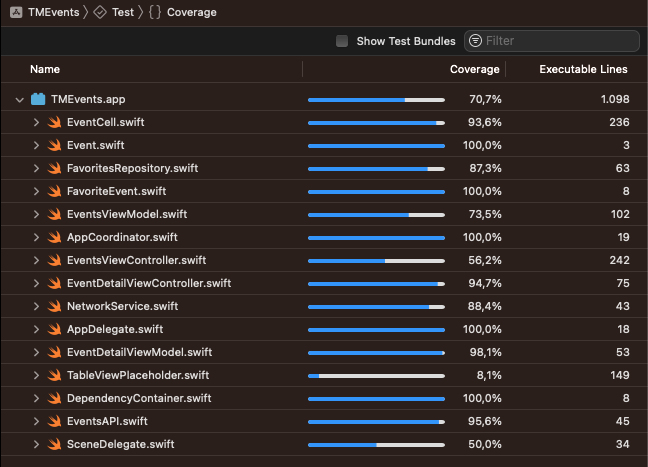 TMEvents Test {} Coverage
Show Test Bundles Filter
Name Coverage Executable Lines
TMEvents.app 70,7% 1.098
EventCell.swift 93,6% 236
Event.swift 100,0% 3
FavoritesRepository.swift 87,3% 63
FavoriteEvent.swift 100,0% 8
EventsViewModel.swift 73,5% 102
AppCoordinator.swift 100,0% 19
EventsViewController.swift 56,2% 242
EventDetailViewController.swift 94,7% 75
NetworkService.swift 88,4% 43
AppDelegate.swift 100,0% 18
EventDetailViewModel.swift 98,1% 53
TableViewPlaceholder.swift 8,1% 149
DependencyContainer.swift 100,0% 8
EventsAPI.swift 95,6% 45
SceneDelegate.swift 50,0% 34